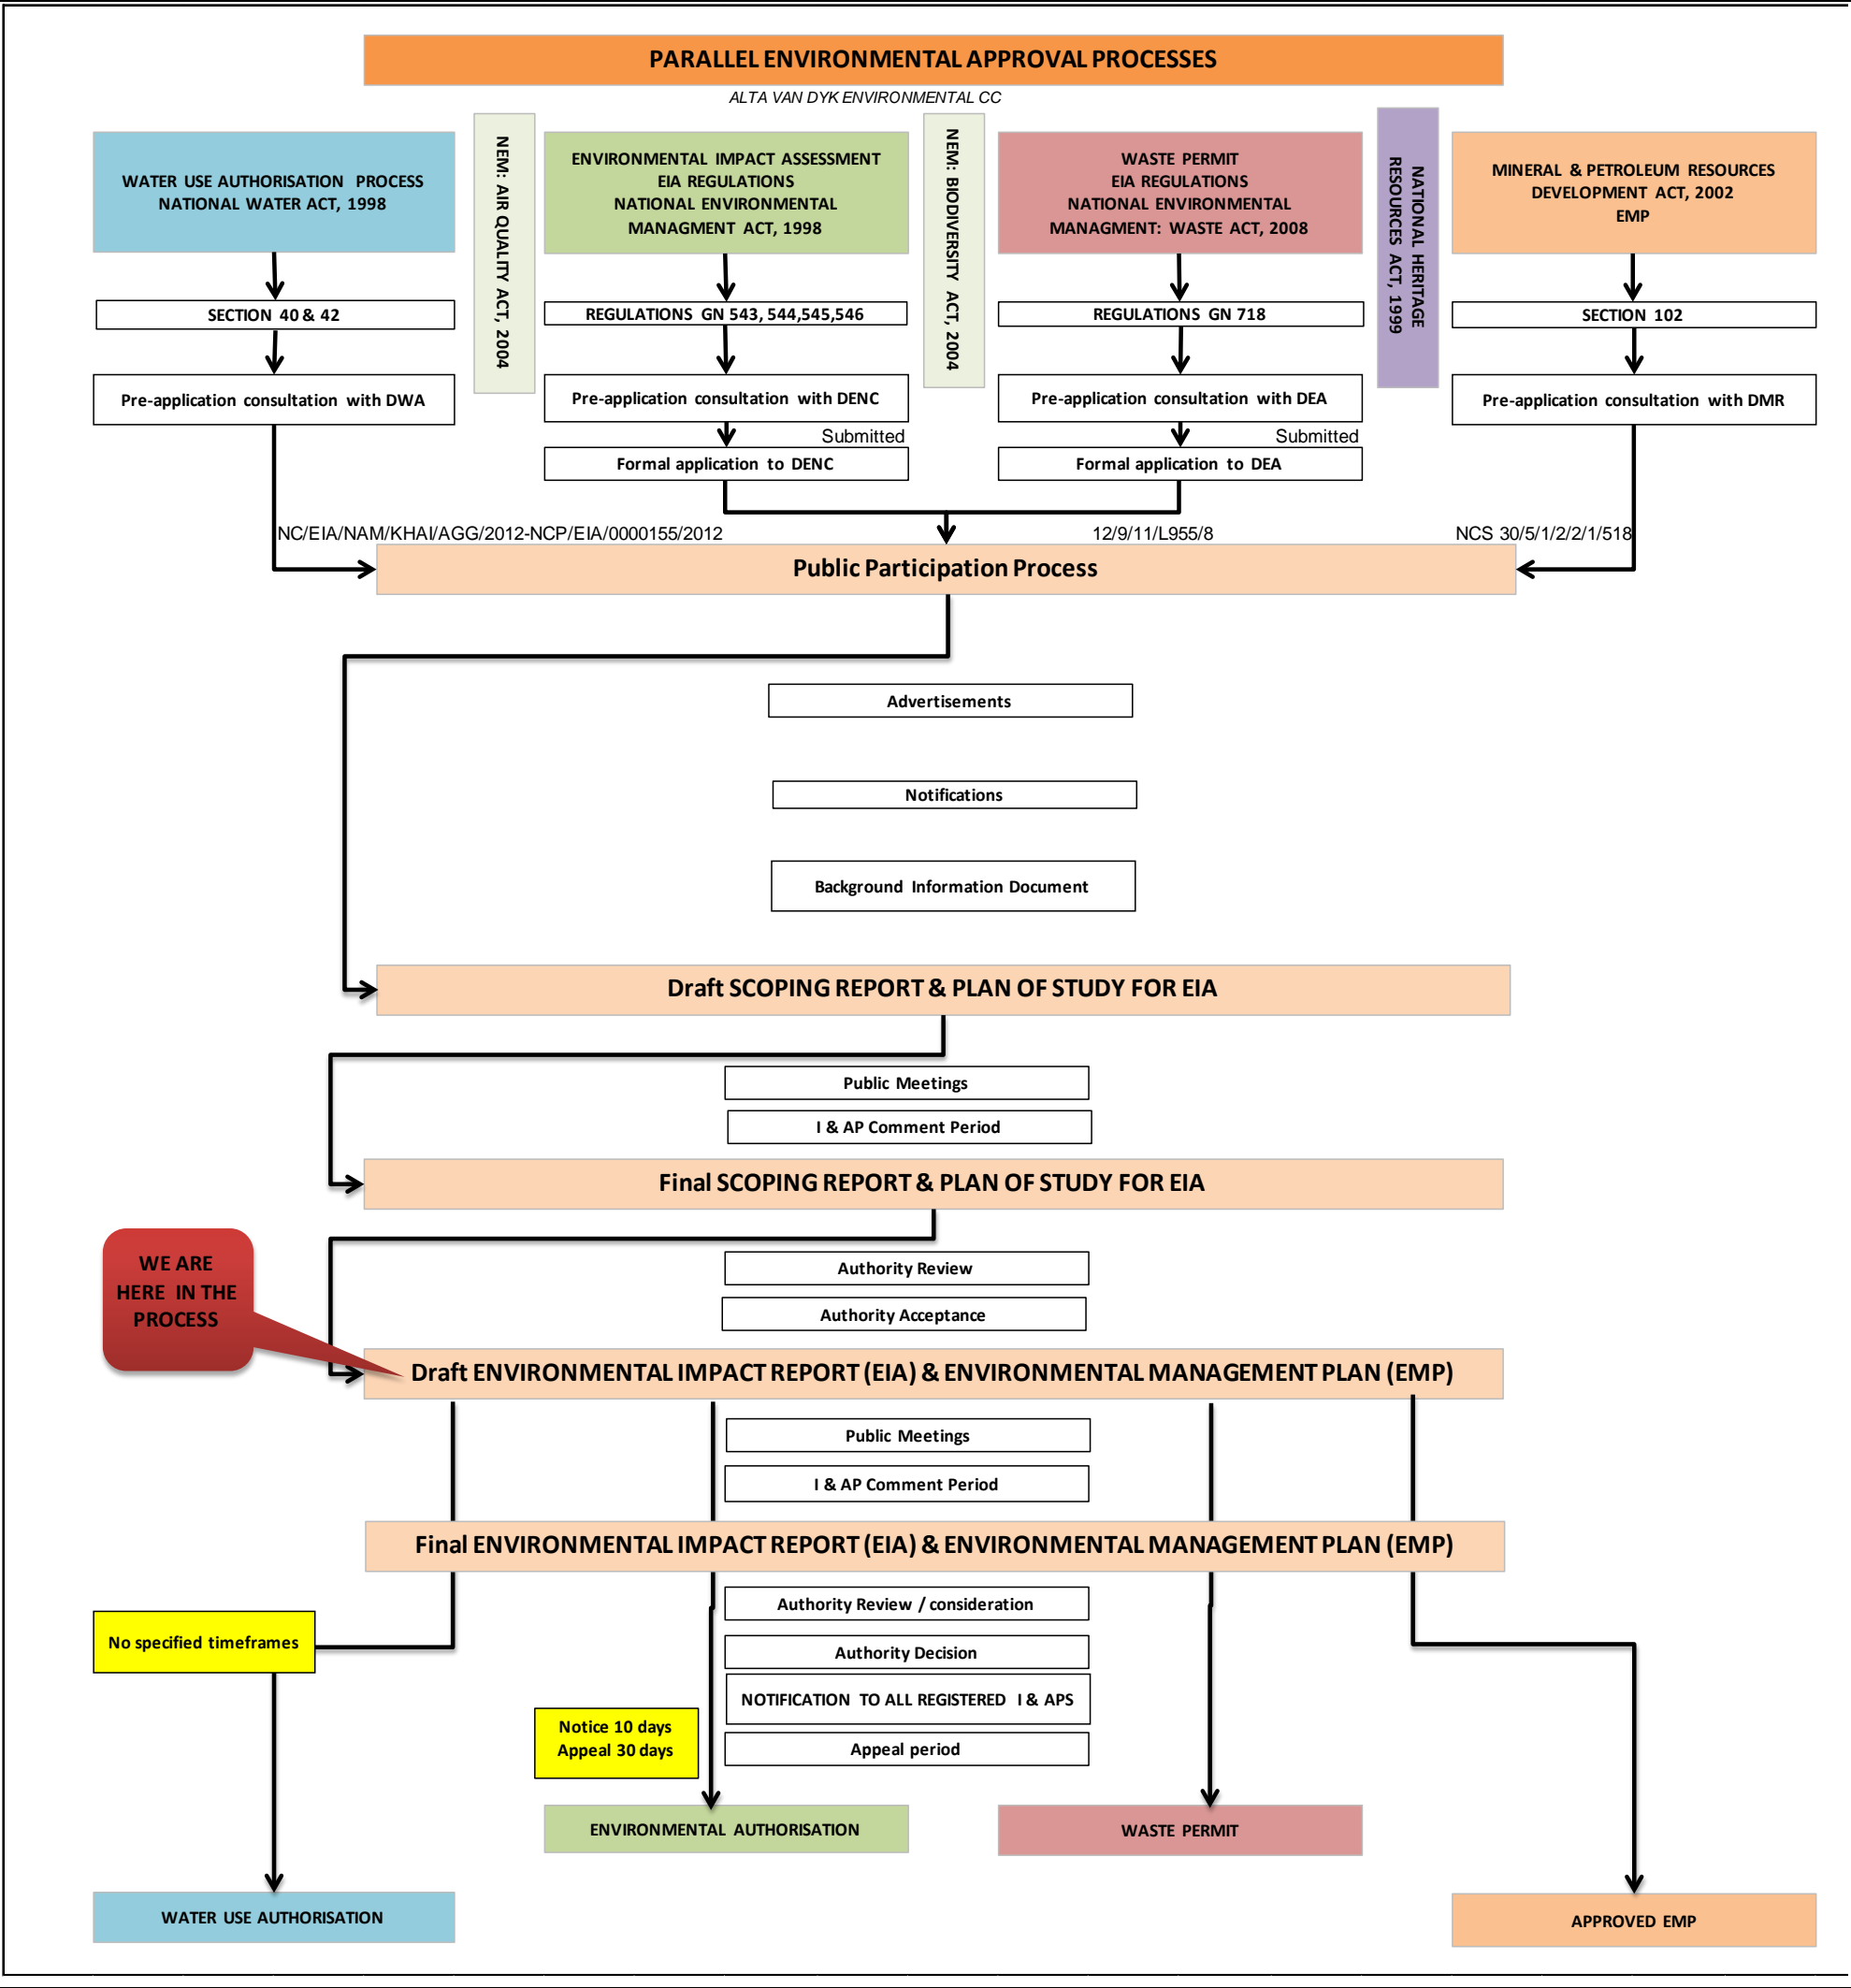 PARALLEL ENVIRONMENTAL APPROVAL PROCESSES
ALTA VAN DYK ENVIRONMENTAL CC
WATER USE AUTHORISATION PROCESS
NATIONAL WATER ACT, 1998
NEM: AIR QUALITY ACT, 2004
ENVIRONMENTAL IMPACT ASSESSMENT
EIA REGULATIONS
NATIONAL ENVIRONMENTAL
MANAGMENT ACT, 1998
NEM: BIODIVERSITY ACT, 2004
WASTE PERMIT
EIA REGULATIONS
NATIONAL ENVIRONMENTAL
MANAGMENT: WASTE ACT, 2008
NATIONAL HERITAGE
RESOURCES ACT, 1999
MINERAL & PETROLEUM RESOURCES
DEVELOPMENT ACT, 2002
EMP
SECTION 40 & 42
REGULATIONS GN 543, 544,545,546
REGULATIONS GN 718
SECTION 102
Pre-application consultation with DWA
Pre-application consultation with DENC
Pre-application consultation with DEA
Pre-application consultation with DMR
Submitted
Submitted
Formal application to DENC
Formal application to DEA
NC/EIA/NAM/KHAI/AGG/2012-NCP/EIA/0000155/2012
12/9/11/L955/8
NCS 30/5/1/2/2/1/518
Public Participation Process
Advertisements
Notifications
Background Information Document
Draft SCOPING REPORT & PLAN OF STUDY FOR EIA
Public Meetings
I & AP Comment Period
Final SCOPING REPORT & PLAN OF STUDY FOR EIA
WE ARE
HERE IN THE
PROCESS
Authority Review
Authority Acceptance
Draft ENVIRONMENTAL IMPACT REPORT (EIA) & ENVIRONMENTAL MANAGEMENT PLAN (EMP)
Public Meetings
I & AP Comment Period
Final ENVIRONMENTAL IMPACT REPORT (EIA) & ENVIRONMENTAL MANAGEMENT PLAN (EMP)
Authority Review / consideration
No specified timeframes
Authority Decision
NOTIFICATION TO ALL REGISTERED I & APS
Notice 10 days
Appeal 30 days
Appeal period
ENVIRONMENTAL AUTHORISATION
WASTE PERMIT
WATER USE AUTHORISATION
APPROVED EMP